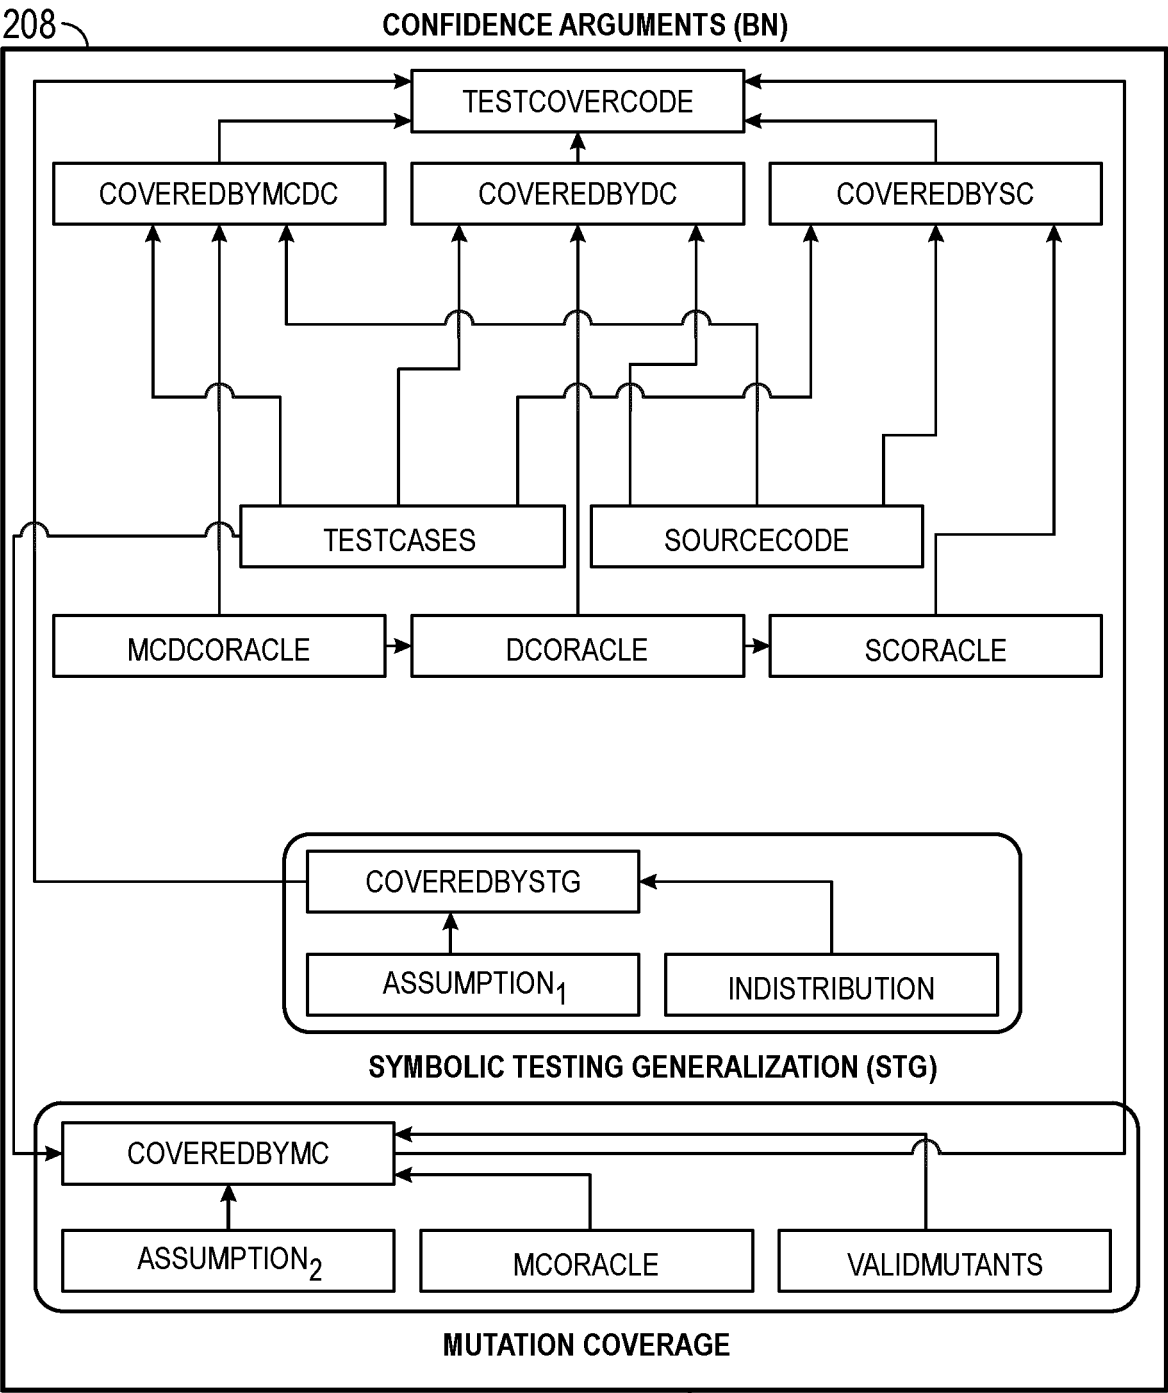 208
CONFIDENCE ARGUMENTS (BN)
TESTCOVERCODE
COVEREDBYMCDC
COVEREDBYDC
COVEREDBYSC
TESTCASES
SOURCECODE
MCDCORACLE
DCORACLE
SCORACLE
COVEREDBYSTG
ASSUMPTION₁
INDISTRIBUTION
SYMBOLIC TESTING GENERALIZATION (STG)
COVEREDBYMC
ASSUMPTION₂
MCORACLE
VALIDMUTANTS
MUTATION COVERAGE